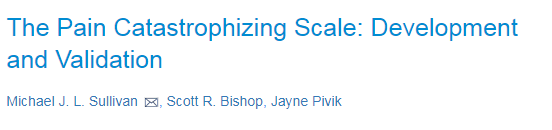 The Pain Catastrophizing Scale: Development
and Validation
Michael J. L. Sullivan , Scott R. Bishop, Jayne Pivik